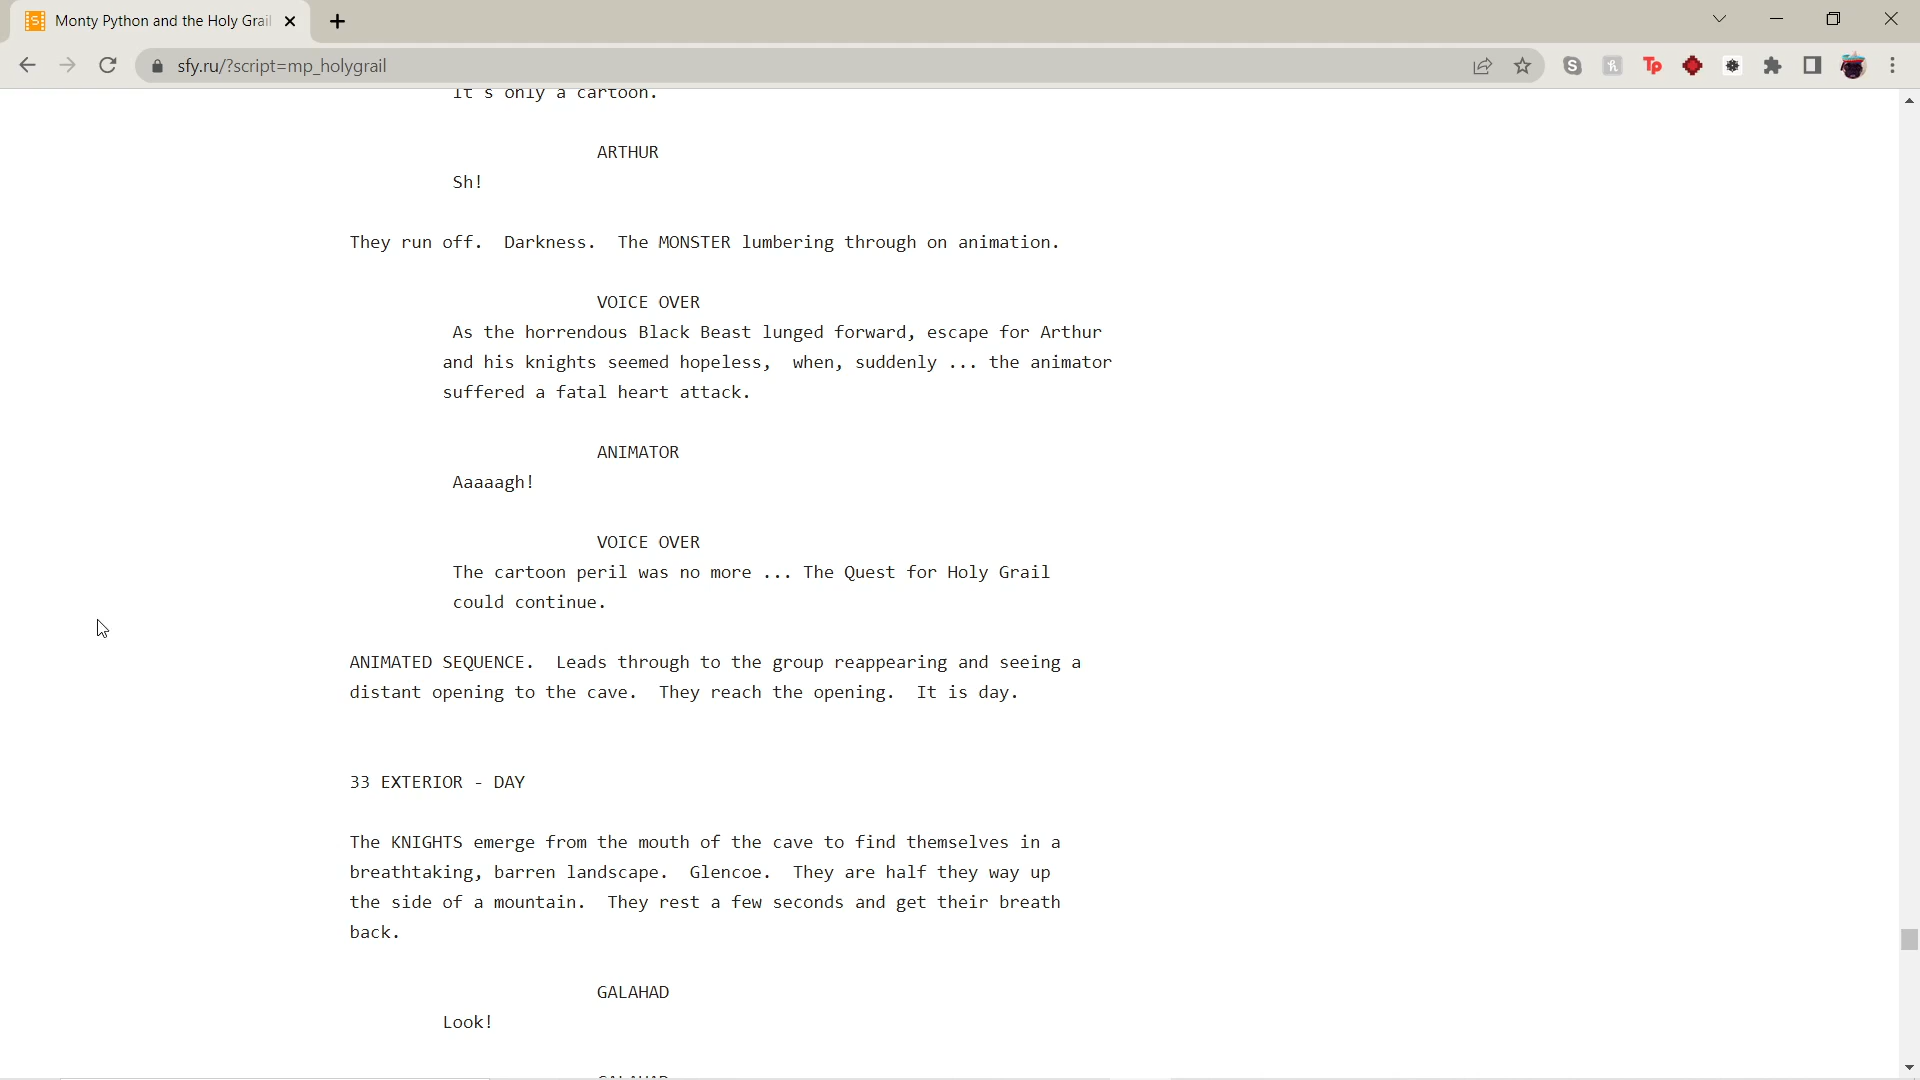 Monty Python and the Holy Grail
sfy.ru/?script=mp_holygrail
It's only a cartoon.
ARTHUR
Sh!
They run off. Darkness. The MONSTER lumbering through on animation.
VOICE OVER
As the horrendous Black Beast lunged forward, escape for Arthur
and his knights seemed hopeless, when, suddenly ... the animator
suffered a fatal heart attack.
ANIMATOR
Aaaaagh!
VOICE OVER
The cartoon peril was no more ... The Quest for Holy Grail
could continue.
ANIMATED SEQUENCE. Leads through to the group reappearing and seeing a
distant opening to the cave. They reach the opening. It is day.
33 EXTERIOR - DAY
The KNIGHTS emerge from the mouth of the cave to find themselves in a
breathtaking, barren landscape. Glencoe. They are half they way up
the side of a mountain. They rest a few seconds and get their breath
back.
GALAHAD
Look!